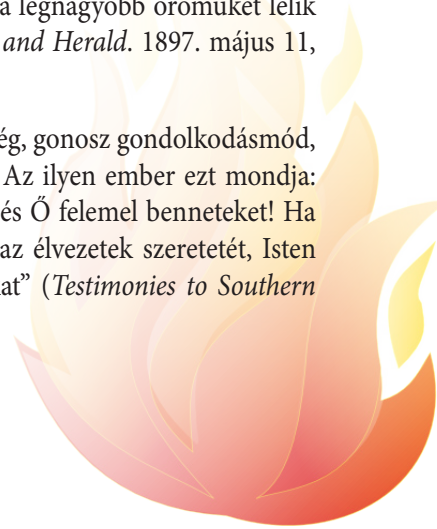 a legnagyobb örömüket lelik
and Herald. 1897. május 11,
ég, gonosz gondolkodásmód,
Az ilyen ember ezt mondja:
és Ő felemel benneteket! Ha
az élvezetek szeretetét, Isten
at” (Testimonies to Southern